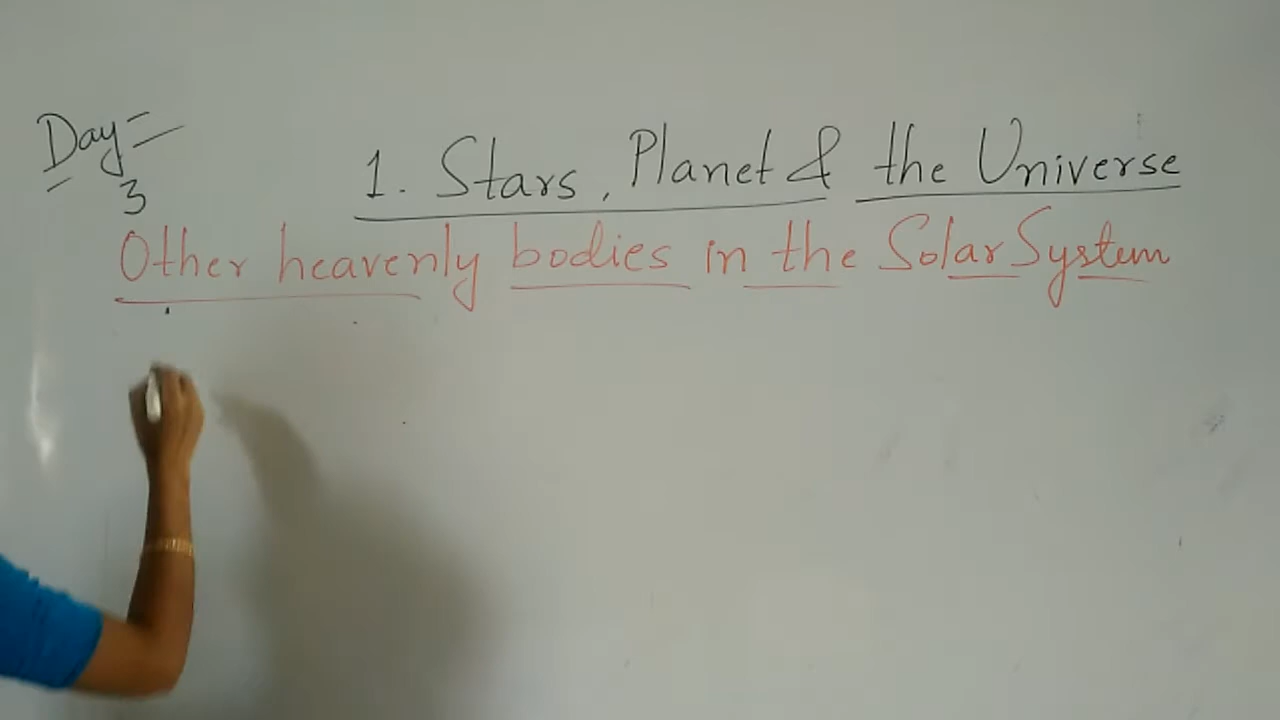 Day=
3
1. Stars, Planet & the Universe
Other heavenly bodies in the Solar System